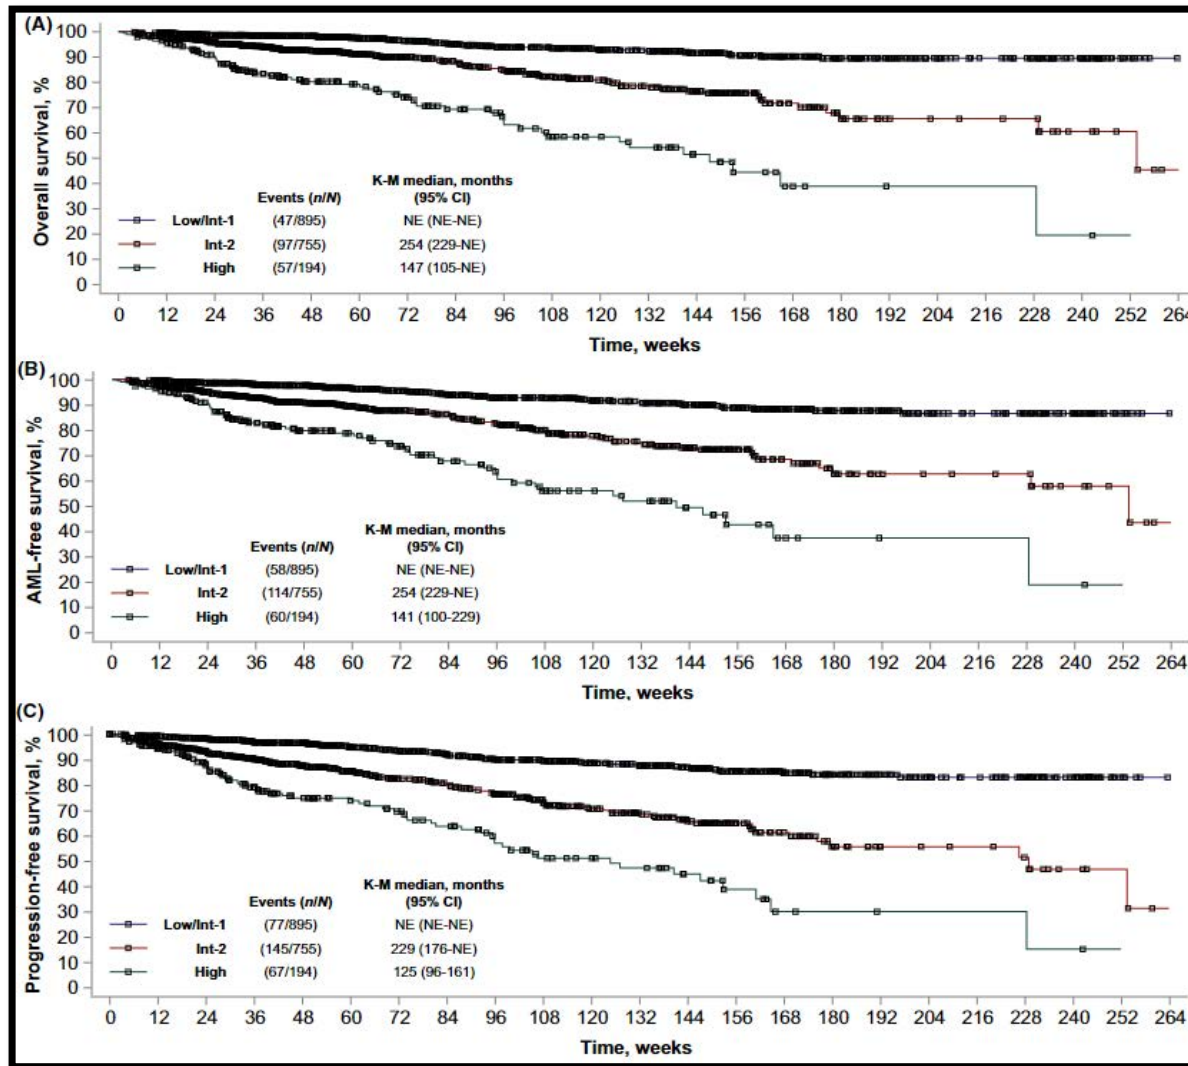 (A)
Overall survival, %
100
90
80
70
60
50
40
30
20
10
0
Events (n/N) K-M median, months (95% CI)
Low/Int-1 (47/895) NE (NE-NE)
Int-2 (97/755) 254 (229-NE)
High (57/194) 147 (105-NE)
0 12 24 36 48 60 72 84 96 108 120 132 144 156 168 180 192 204 216 228 240 252 264
Time, weeks
(B)
AML-free survival, %
100
90
80
70
60
50
40
30
20
10
0
Events (n/N) K-M median, months (95% CI)
Low/Int-1 (58/895) NE (NE-NE)
Int-2 (114/755) 254 (229-NE)
High (60/194) 141 (100-229)
0 12 24 36 48 60 72 84 96 108 120 132 144 156 168 180 192 204 216 228 240 252 264
Time, weeks
(C)
Progression-free survival, %
100
90
80
70
60
50
40
30
20
10
0
Events (n/N) K-M median, months (95% CI)
Low/Int-1 (77/895) NE (NE-NE)
Int-2 (145/755) 229 (176-NE)
High (67/194) 125 (96-161)
0 12 24 36 48 60 72 84 96 108 120 132 144 156 168 180 192 204 216 228 240 252 264
Time, weeks